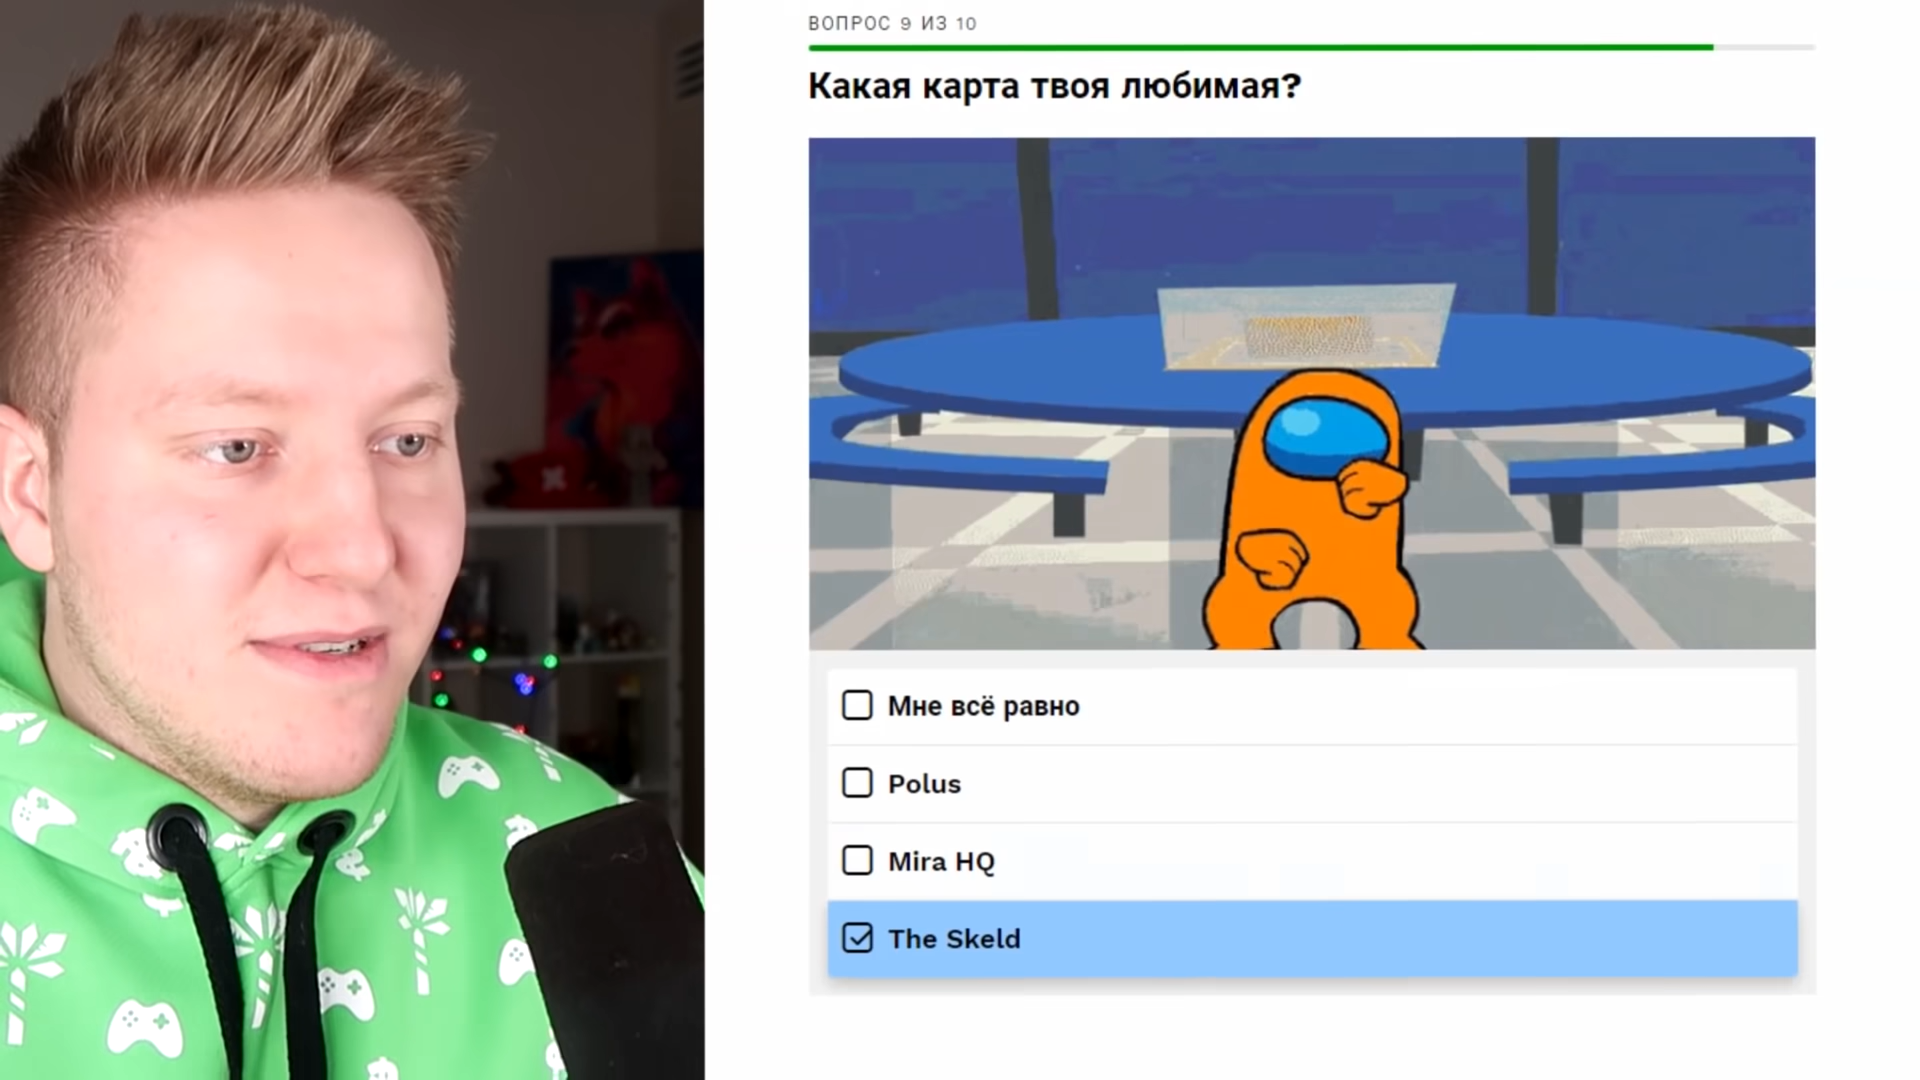 ВОПРОС 9 ИЗ 10
Какая карта твоя любимая?
Мне всё равно
Polus
Mira HQ
The Skeld